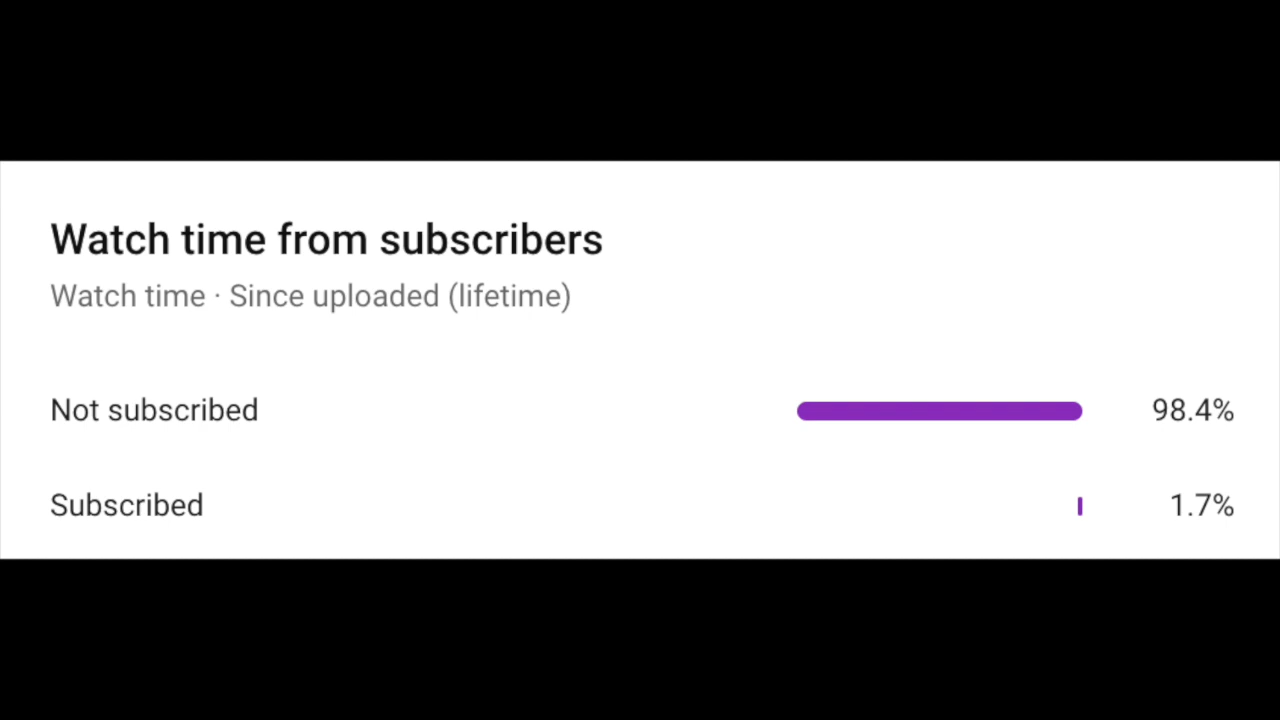 Watch time from subscribers
Watch time · Since uploaded (lifetime)
Not subscribed 98.4%
Subscribed 1.7%